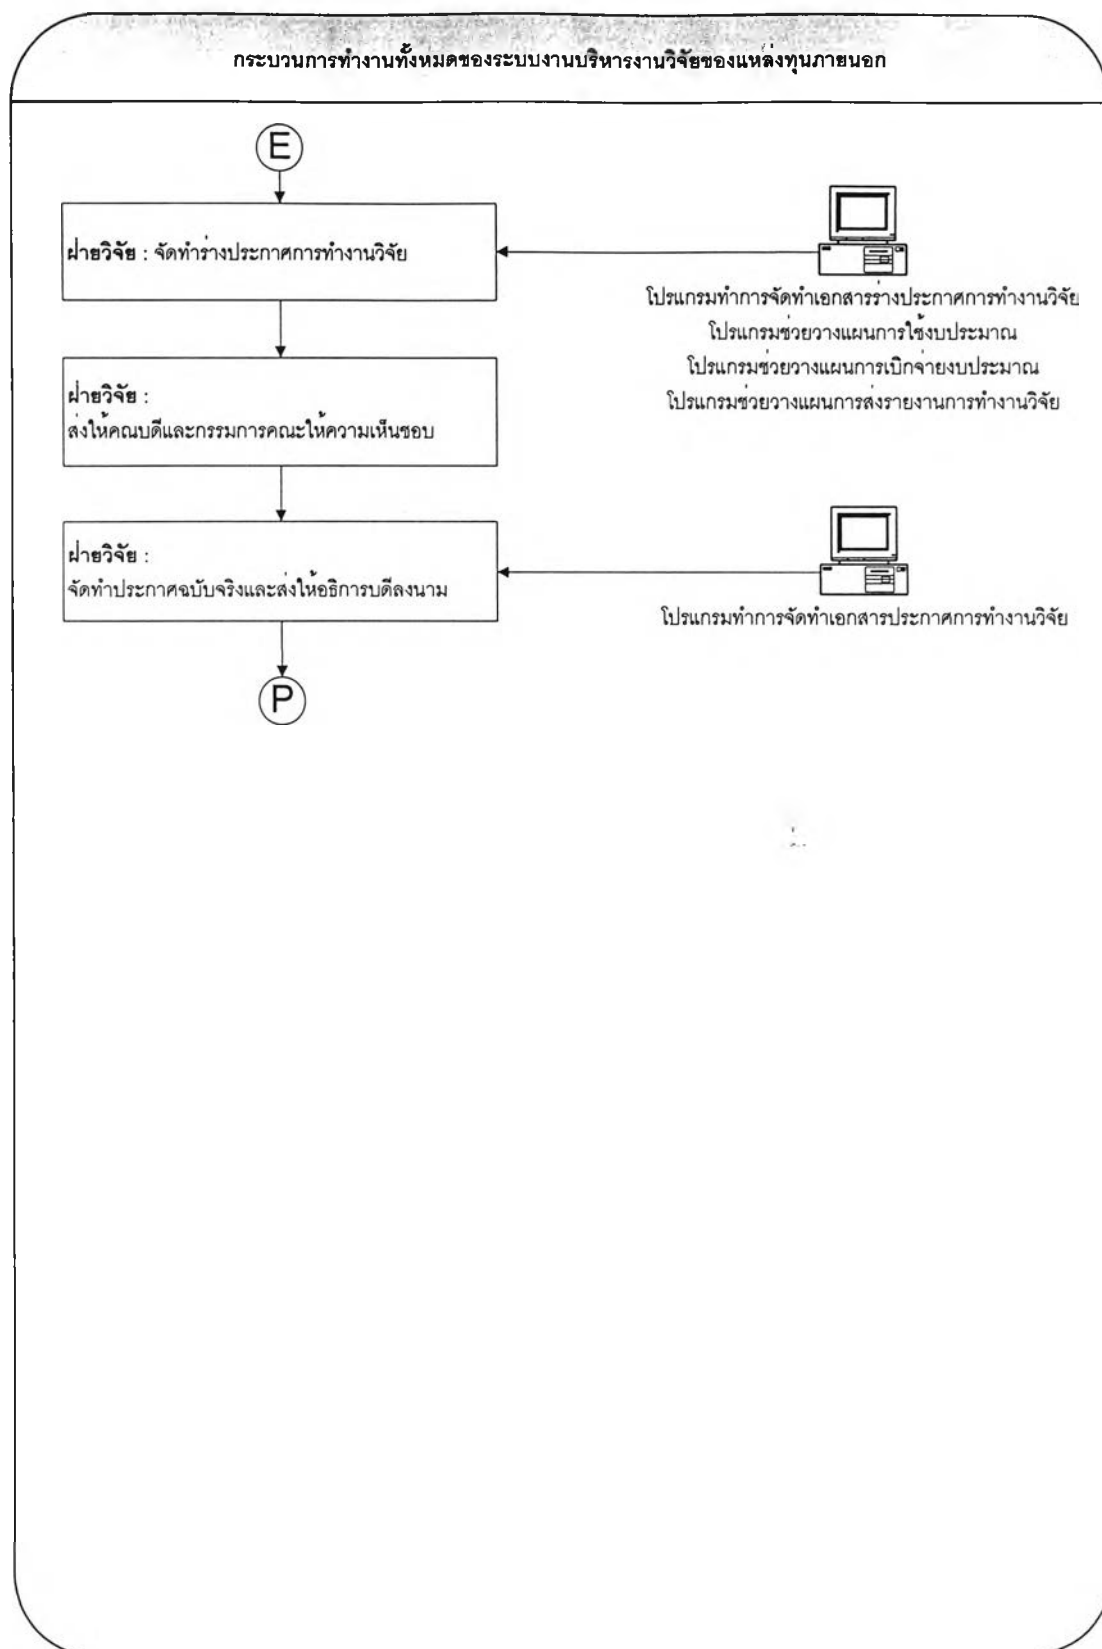 กระบวนการทำงานทั้งหมดของระบบงานบริหารงานวิจัยของแหล่งทุนภายนอก
E
ฝ่ายวิจัย : จัดทำร่างประกาศการทำงานวิจัย
โปรแกรมทำการจัดทำเอกสารร่างประกาศการทำงานวิจัย
โปรแกรมช่วยวางแผนการใช้งบประมาณ
โปรแกรมช่วยวางแผนการเบิกจ่ายงบประมาณ
โปรแกรมช่วยวางแผนการส่งรายงานการทำงานวิจัย
ฝ่ายวิจัย :
ส่งให้คณบดีและกรรมการคณะให้ความเห็นชอบ
ฝ่ายวิจัย :
จัดทำประกาศฉบับจริงและส่งให้อธิการบดีลงนาม
โปรแกรมทำการจัดทำเอกสารประกาศการทำงานวิจัย
P